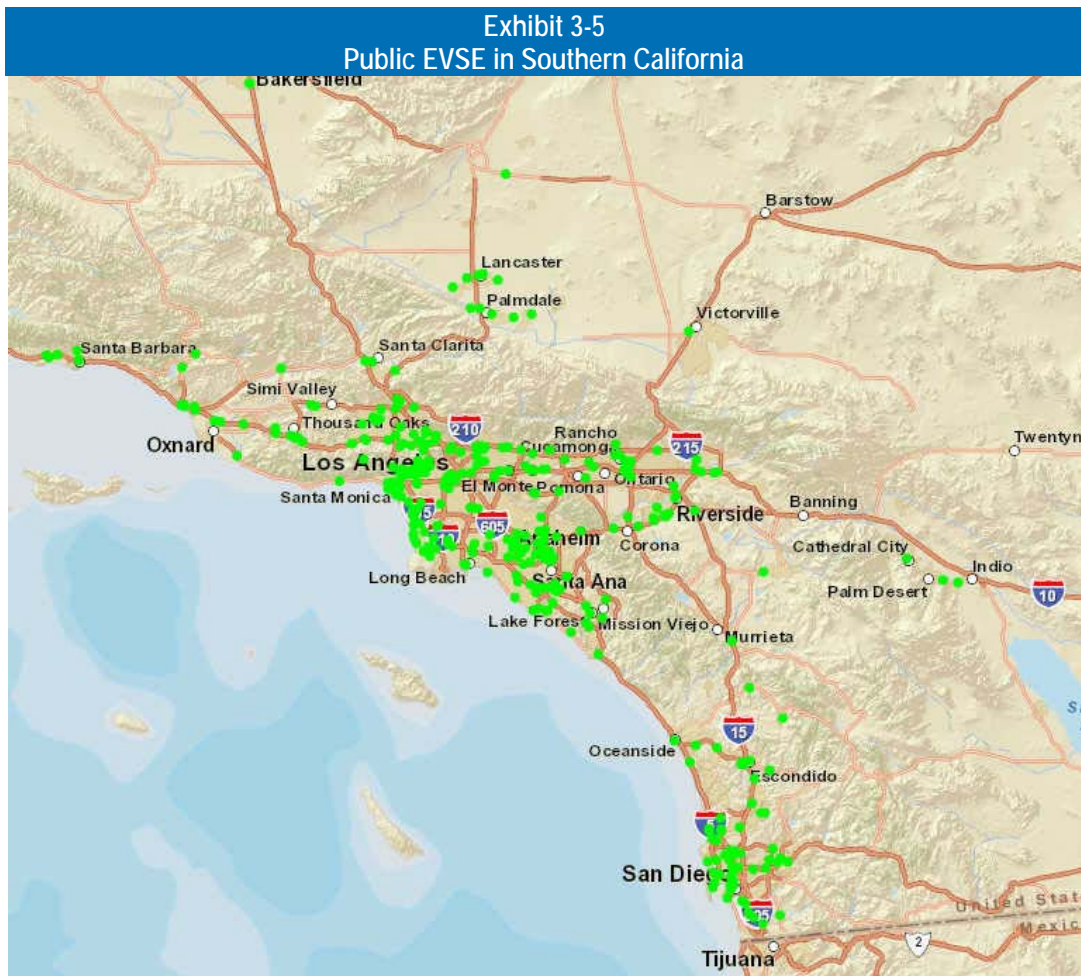 Exhibit 3-5
Public EVSE in Southern California
Bakersfield
Barstow
Lancaster
Palmdale
Victorville
Santa Barbara
Santa Clarita
Simi Valley
Thousand Oaks
210
Rancho
Cucamonga
215
Twentyn
Oxnard
Los Angeles
El Monte
Pomona
Ontario
Santa Monica
605
Riverside
Banning
Anaheim
Corona
Cathedral City
Long Beach
Santa Ana
Palm Desert
Indio
10
Lake Forest
Mission Viejo
Murrieta
S
15
Oceanside
Escondido
5
San Diego
United Stat
Mexic
2
Tijuana